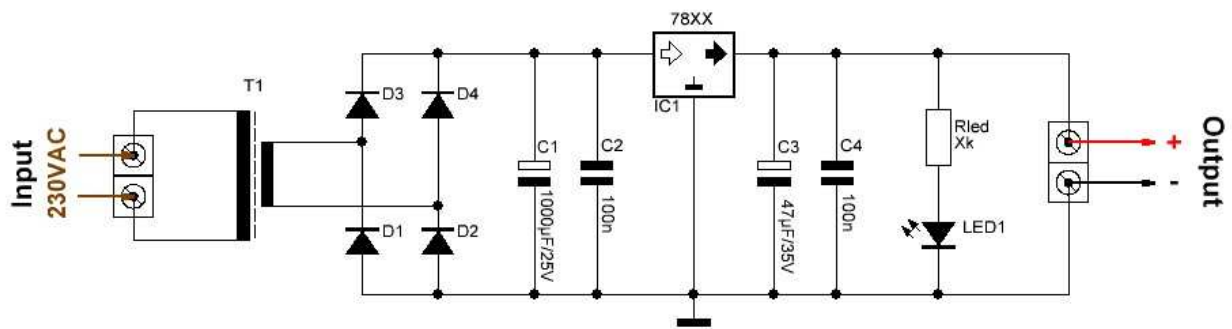 78XX
T1
D3
D4
IC1
Input
230VAC
C1
1000µF/25V
C2
100n
C3
47µF/35V
C4
100n
Rled
Xk
+
-
Output
D1
D2
LED1